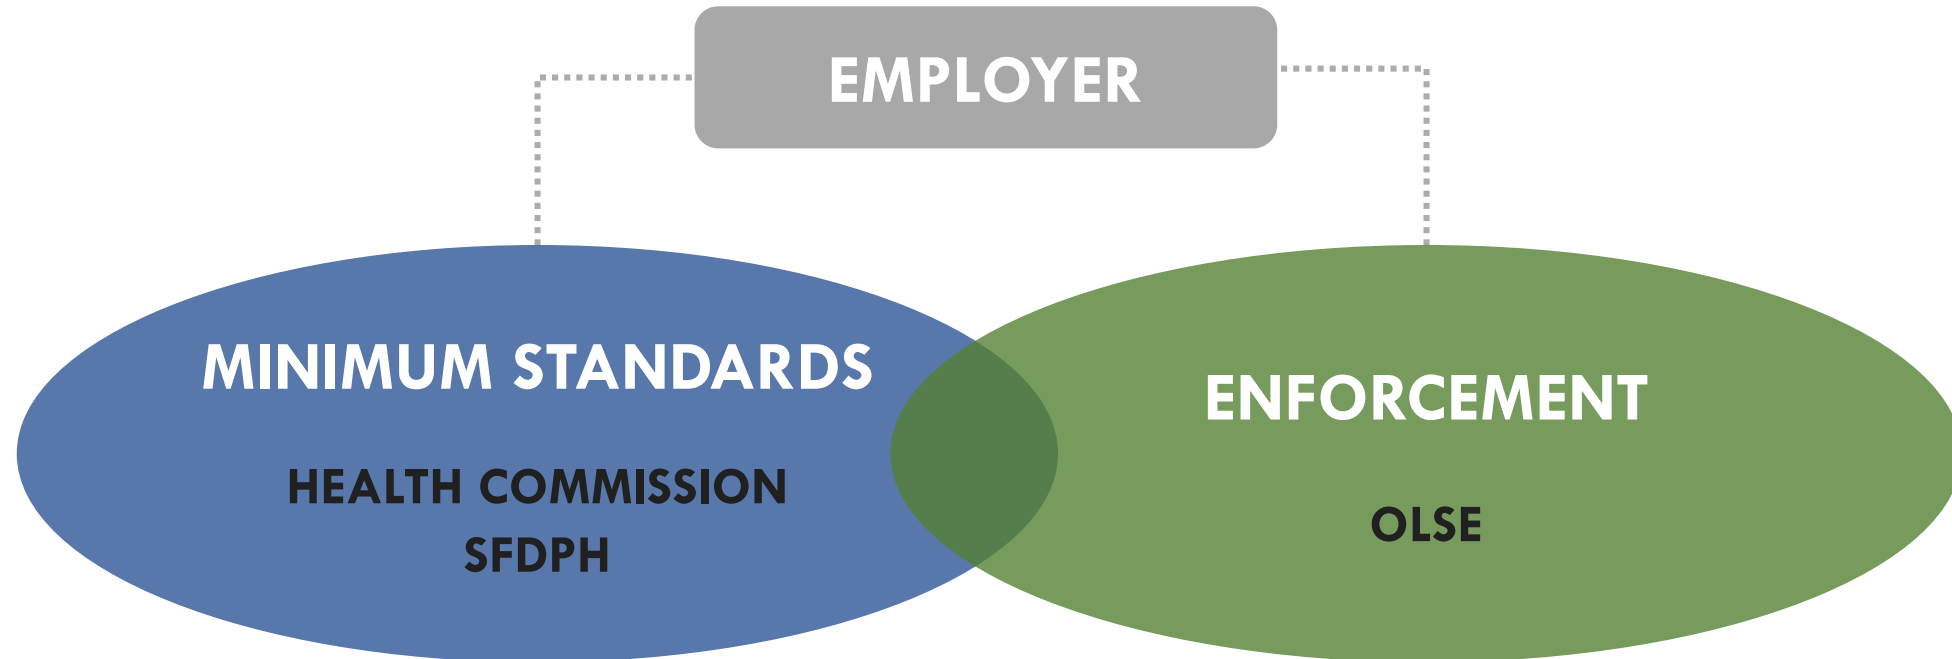 EMPLOYER
MINIMUM STANDARDS
HEALTH COMMISSION
SFDPH
ENFORCEMENT
OLSE